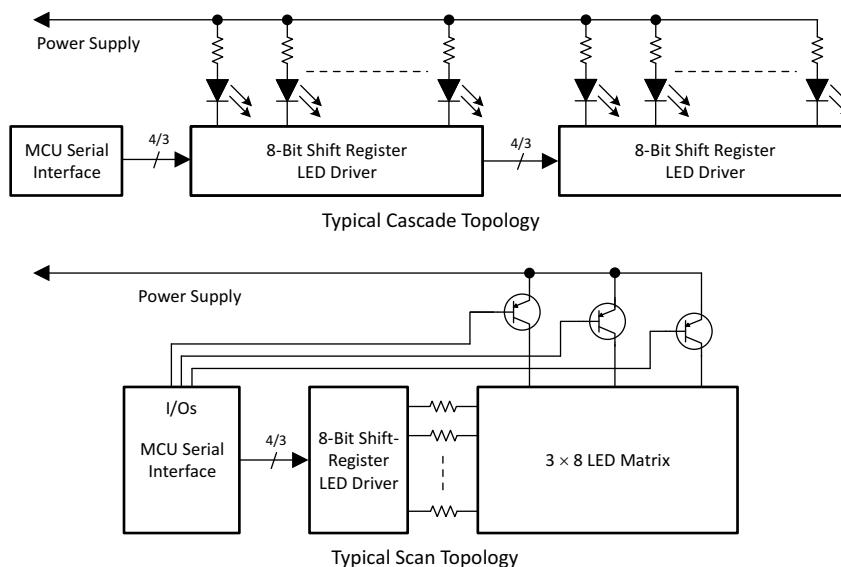 Power Supply
MCU Serial
Interface
4/3
8-Bit Shift Register
LED Driver
4/3
8-Bit Shift Register
LED Driver
Typical Cascade Topology
Power Supply
I/Os
MCU Serial
Interface
4/3
8-Bit Shift-
Register
LED Driver
3 × 8 LED Matrix
Typical Scan Topology